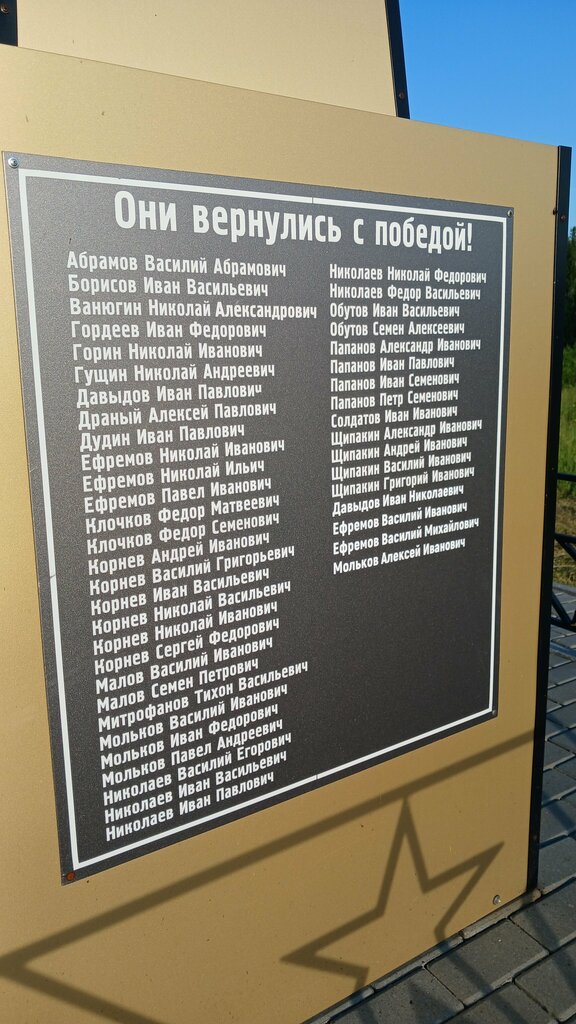 Они вернулись с победой!
Абрамов Василий Абрамович
Борисов Иван Васильевич
Ванюгин Николай Александрович
Гордеев Иван Федорович
Горин Николай Иванович
Гущин Николай Андреевич
Давыдов Иван Павлович
Драный Алексей Павлович
Дудин Иван Павлович
Ефремов Николай Иванович
Ефремов Николай Ильич
Ефремов Павел Иванович
Клочков Федор Матвеевич
Клочков Федор Семенович
Корнев Андрей Иванович
Корнев Василий Григорьевич
Корнев Иван Васильевич
Корнев Николай Васильевич
Корнев Николай Иванович
Корнев Сергей Федорович
Малов Василий Иванович
Малов Семен Петрович
Митрофанов Тихон Васильевич
Мольков Василий Иванович
Мольков Иван Федорович
Мольков Павел Андреевич
Николаев Василий Егорович
Николаев Иван Васильевич
Николаев Иван Павлович
Николаев Николай Федорович
Николаев Федор Васильевич
Обутов Иван Васильевич
Обутов Семен Алексеевич
Папанов Александр Иванович
Папанов Иван Павлович
Папанов Иван Семенович
Папанов Петр Семенович
Солдатов Иван Иванович
Щипакин Александр Иванович
Щипакин Андрей Иванович
Щипакин Василий Иванович
Щипакин Григорий Иванович
Давыдов Иван Николаевич
Ефремов Василий Иванович
Ефремов Василий Михайлович
Мольков Алексей Иванович